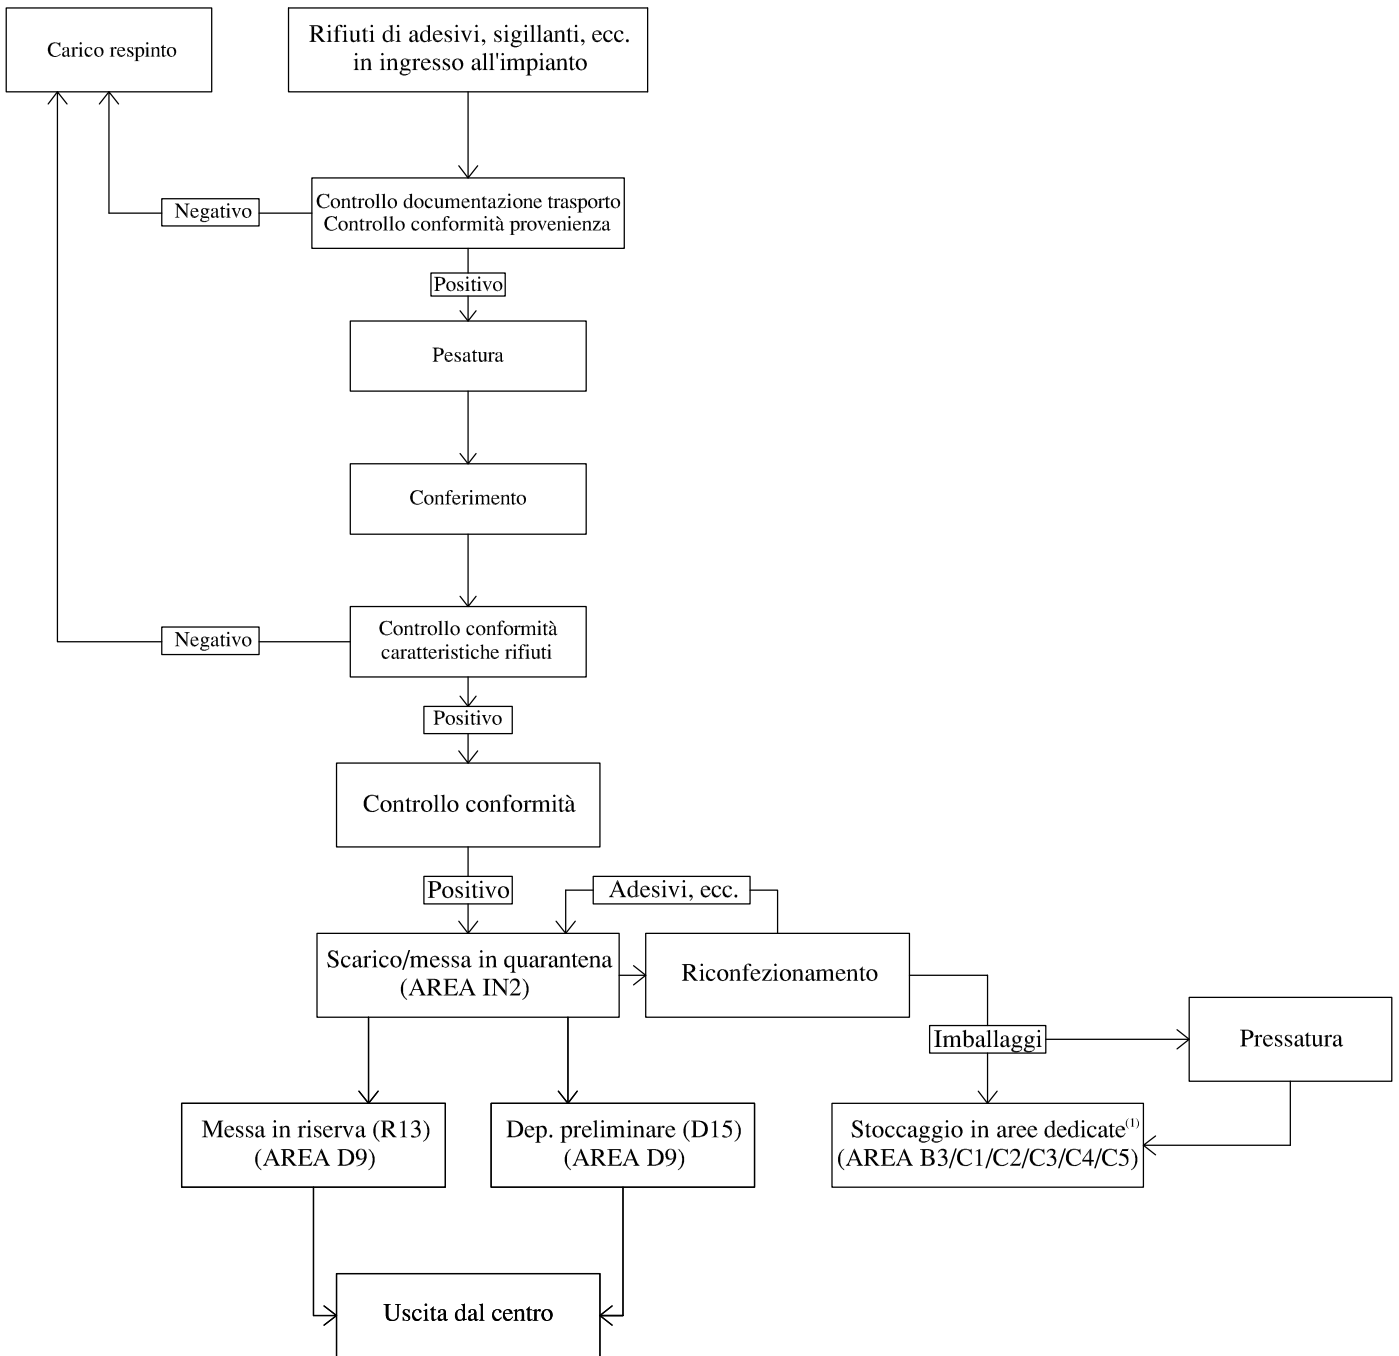 Carico respinto
Rifiuti di adesivi, sigillanti, ecc.
in ingresso all'impianto
Negativo
Controllo documentazione trasporto
Controllo conformità provenienza
Positivo
Pesatura
Conferimento
Negativo
Controllo conformità
caratteristiche rifiuti
Positivo
Controllo conformità
Positivo
Adesivi, ecc.
Scarico/messa in quarantena
(AREA IN2)
Riconfezionamento
Imballaggi
Pressatura
Messa in riserva (R13)
(AREA D9)
Dep. preliminare (D15)
(AREA D9)
Stoccaggio in aree dedicate(1)
(AREA B3/C1/C2/C3/C4/C5)
Uscita dal centro